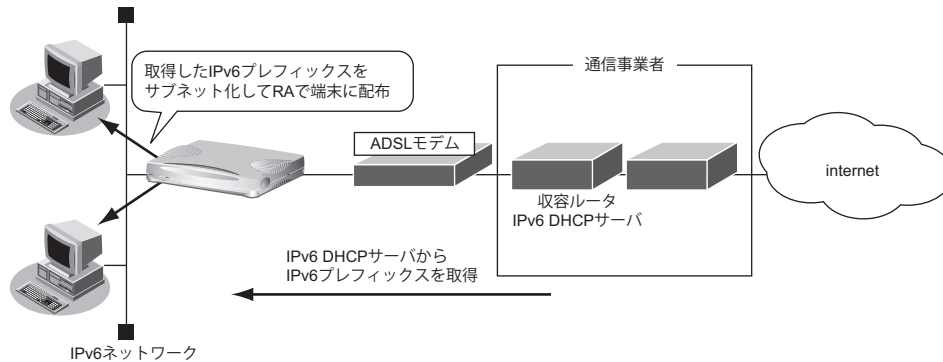 取得したIPv6プレフィックスを
サブネット化してRAで端末に配布
通信事業者
ADSLモデム
internet
収容ルータ
IPv6 DHCPサーバ
IPv6 DHCPサーバから
IPv6プレフィックスを取得
IPv6ネットワーク